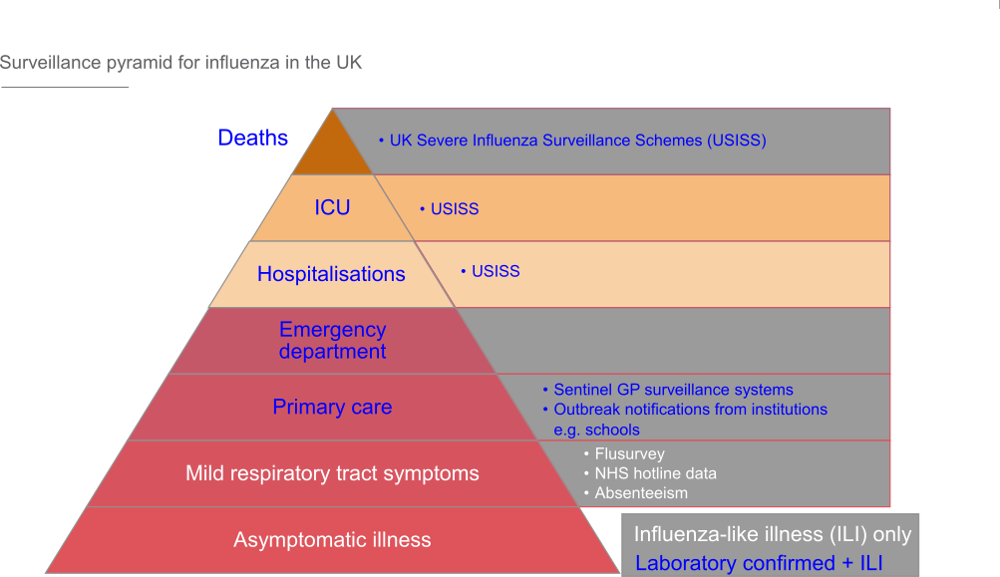 Surveillance pyramid for influenza in the UK
Deaths
• UK Severe Influenza Surveillance Schemes (USISS)
ICU
• USISS
Hospitalisations
• USISS
Emergency
department
Primary care
• Sentinel GP surveillance systems
• Outbreak notifications from institutions
e.g. schools
Mild respiratory tract symptoms
• Flusurvey
• NHS hotline data
• Absenteeism
Asymptomatic illness
Influenza-like illness (ILI) only
Laboratory confirmed + ILI